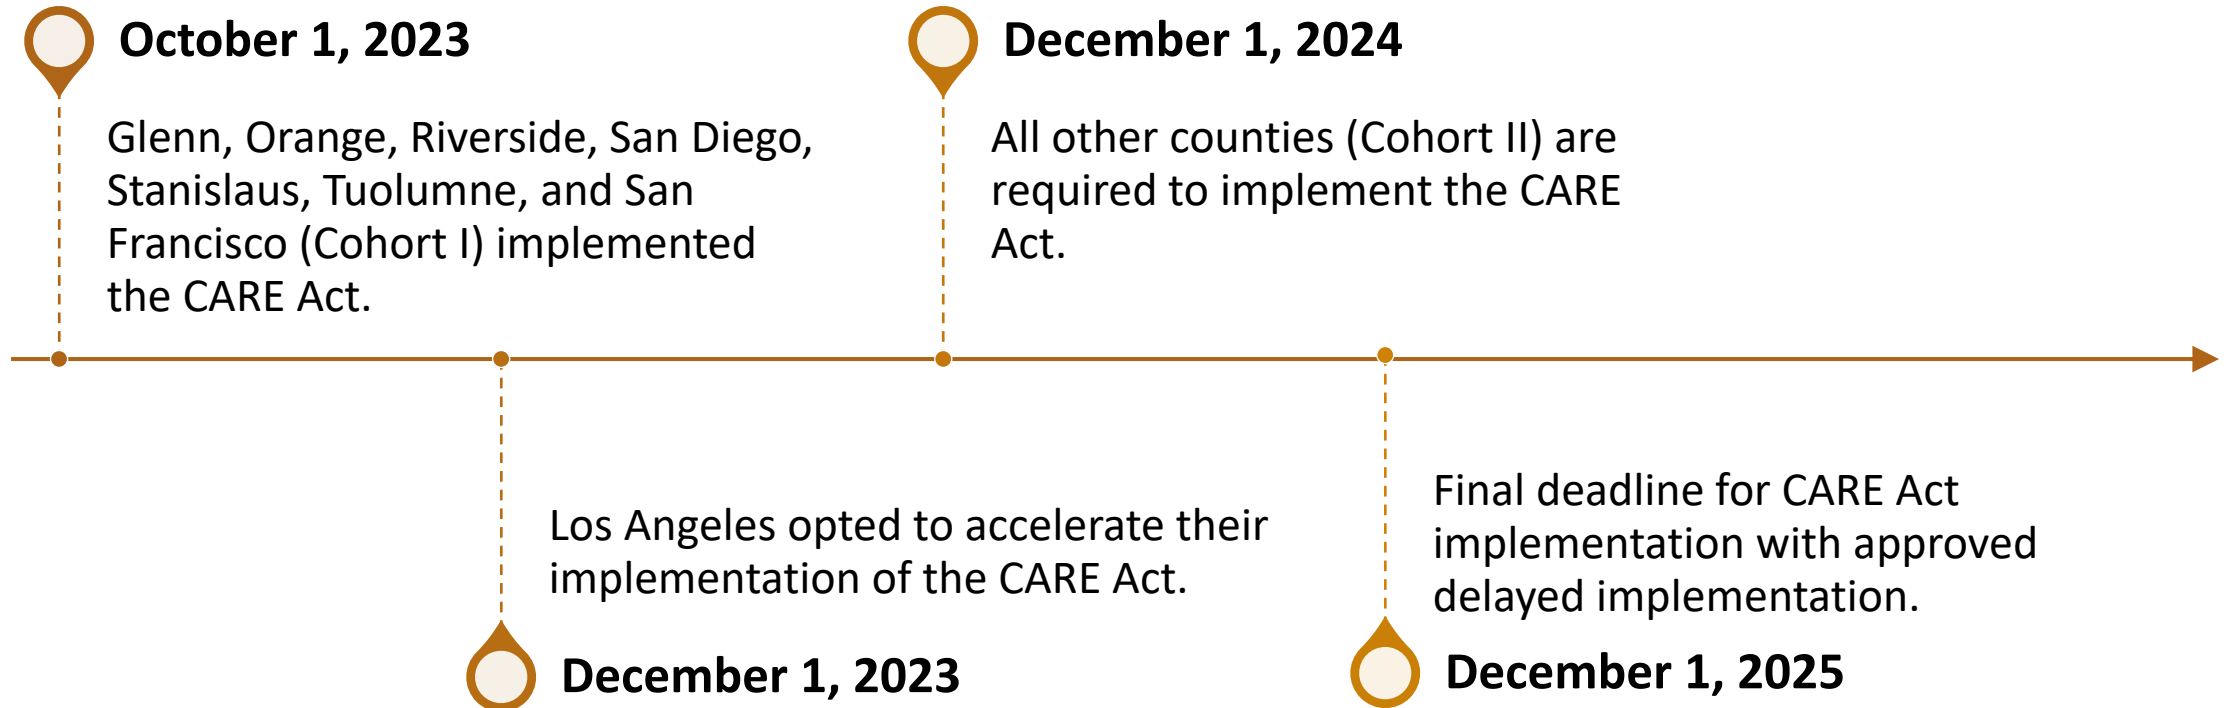 October 1, 2023
Glenn, Orange, Riverside, San Diego,
Stanislaus, Tuolumne, and San
Francisco (Cohort I) implemented
the CARE Act.
Los Angeles opted to accelerate their
implementation of the CARE Act.
December 1, 2023
December 1, 2024
All other counties (Cohort II) are
required to implement the CARE
Act.
Final deadline for CARE Act
implementation with approved
delayed implementation.
December 1, 2025